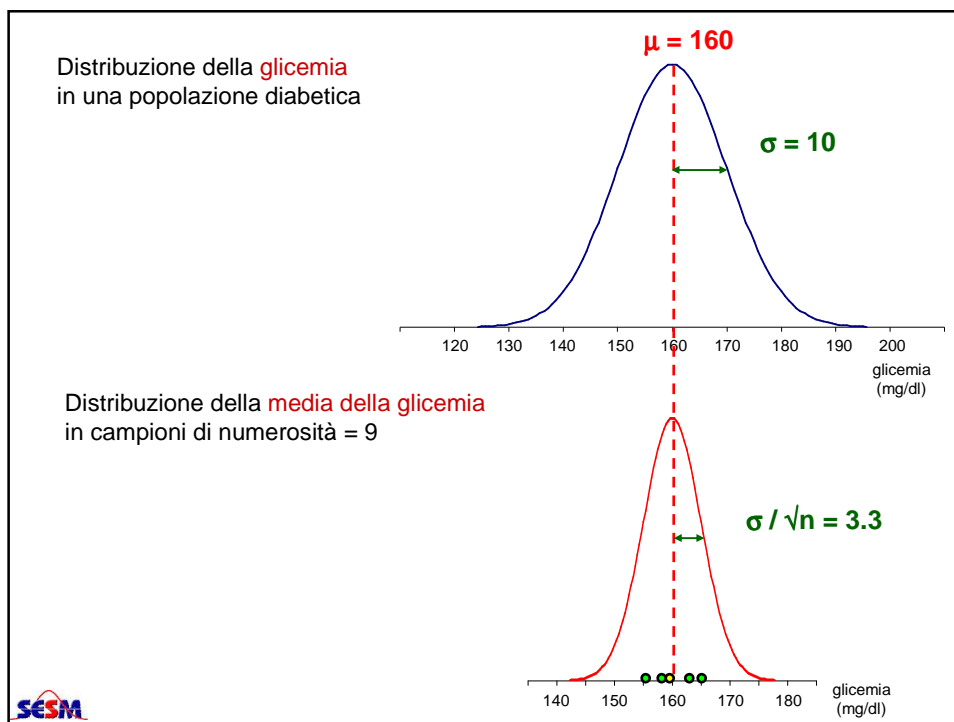 μ = 160
Distribuzione della glicemia
in una popolazione diabetica
σ = 10
120 130 140 150 160 170 180 190 200
glicemia
(mg/dl)
Distribuzione della media della glicemia
in campioni di numerosità = 9
σ / √n = 3.3
150 140 150 160 170 180
glicemia
(mg/dl)
SESM